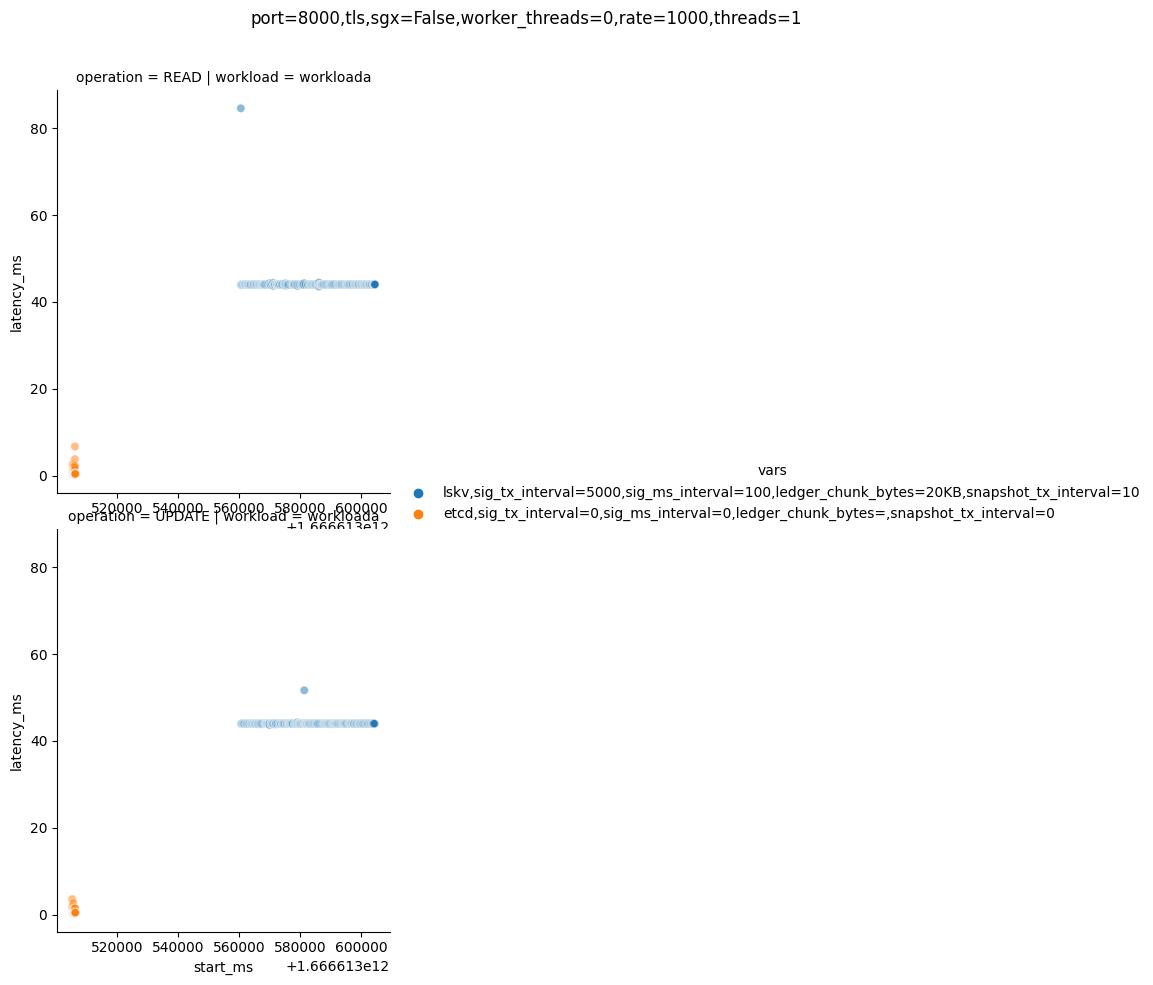 port=8000,tls,sgx=False,worker_threads=0,rate=1000,threads=1
operation = READ | workload = workloada
80
60
latency_ms
40
20
0
520000 540000 560000 580000 600000
+1.666613e12
vars
lskv,sig_tx_interval=5000,sig_ms_interval=100,ledger_chunk_bytes=20KB,snapshot_tx_interval=10
etcd,sig_tx_interval=0,sig_ms_interval=0,ledger_chunk_bytes=,snapshot_tx_interval=0
operation = UPDATE | workload = workloada
80
60
latency_ms
40
20
0
520000 540000 560000 580000 600000
start_ms
+1.666613e12